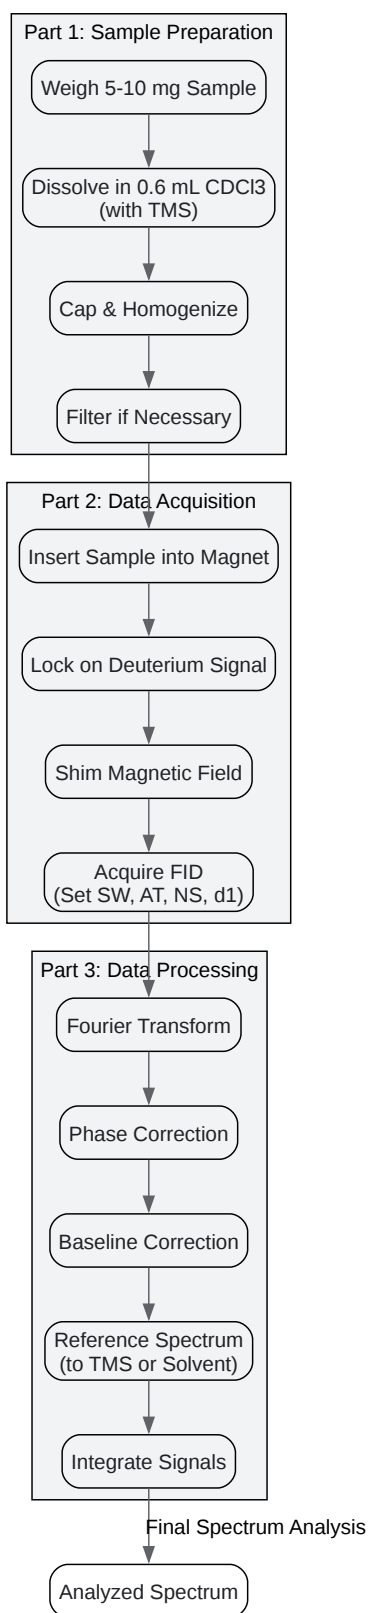 Part 1: Sample Preparation
Weigh 5-10 mg Sample
Dissolve in 0.6 mL CDCl3
(with TMS)
Cap & Homogenize
Filter if Necessary
Part 2: Data Acquisition
Insert Sample into Magnet
Lock on Deuterium Signal
Shim Magnetic Field
Acquire FID
(Set SW, AT, NS, d1)
Part 3: Data Processing
Fourier Transform
Phase Correction
Baseline Correction
Reference Spectrum
(to TMS or Solvent)
Integrate Signals
Final Spectrum Analysis
Analyzed Spectrum